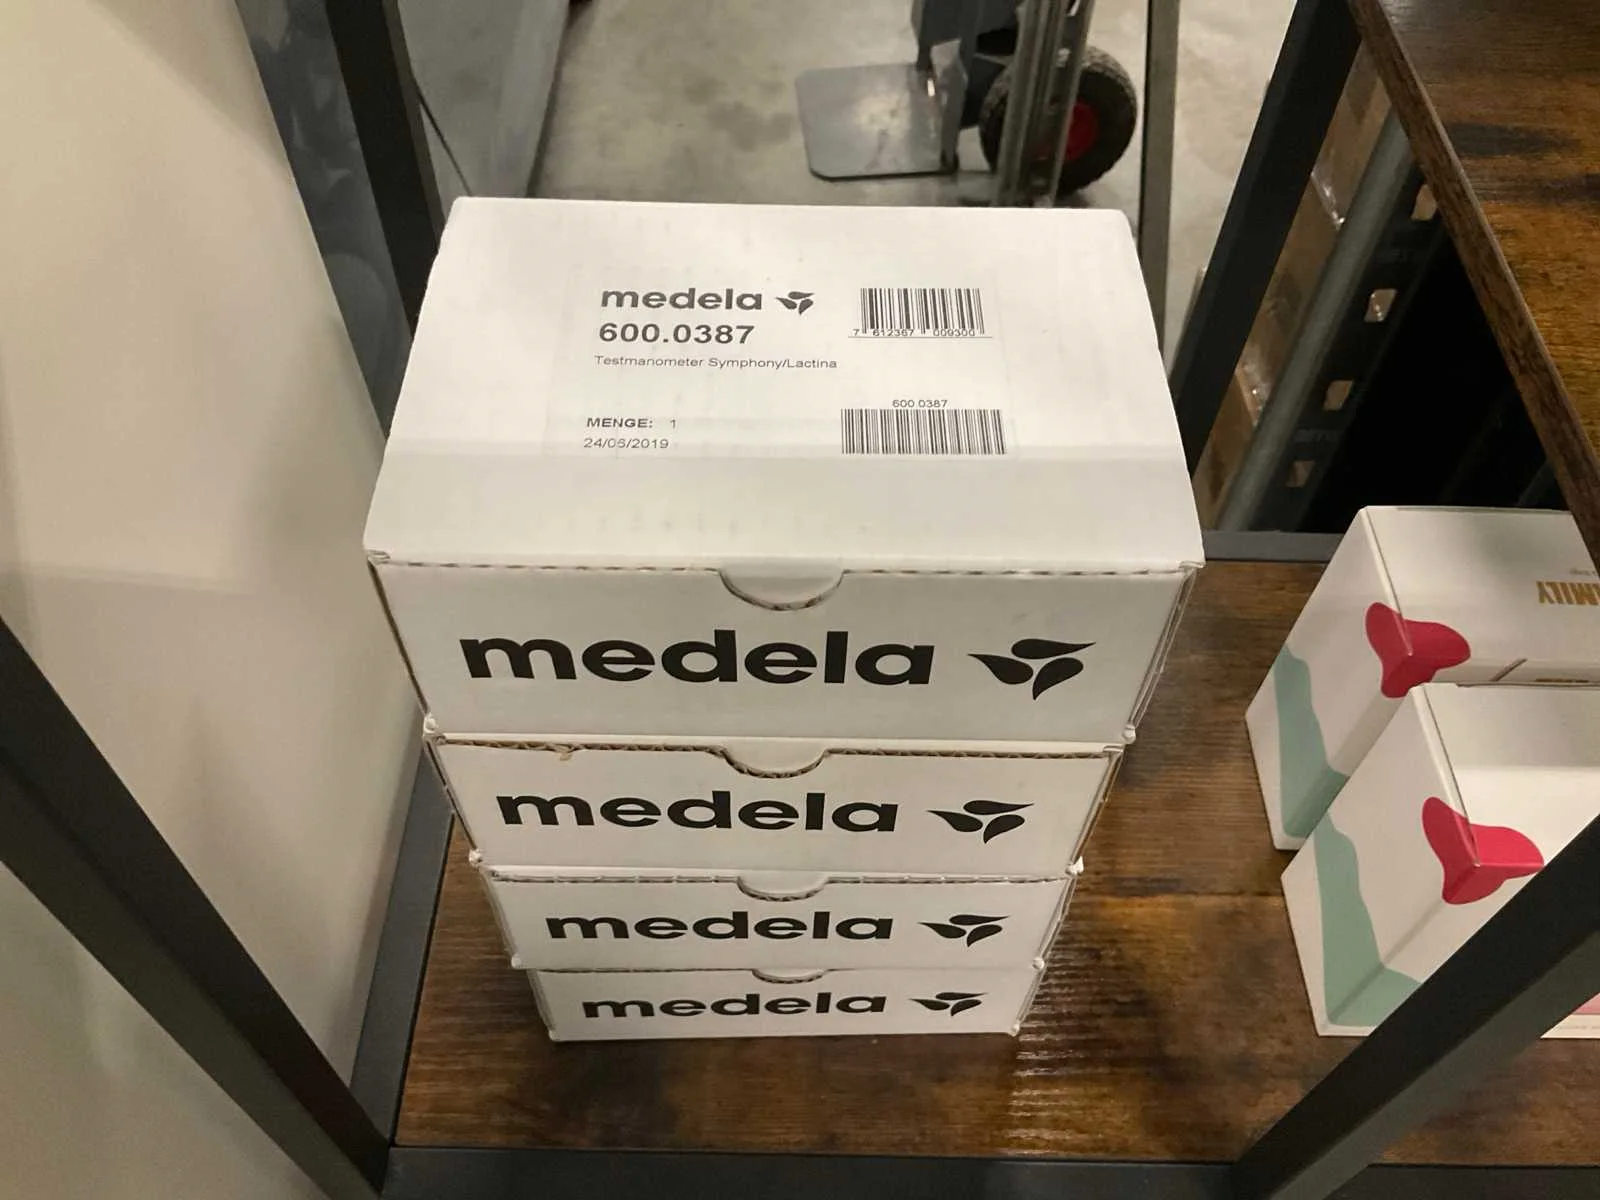 medela
600.0387
Testmanometer Symphony/Lactina
7 612367 009300
600.0387
MENGE: 1
24/06/2019
medela
medela
medela
medela